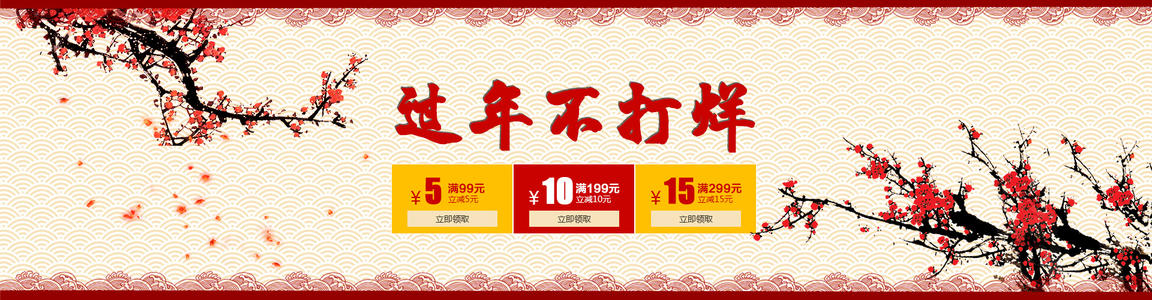 过年不打烊
¥5 满99元
立减5元
立即领取
¥10 满199元
立减10元
立即领取
¥15 满299元
立减15元
立即领取